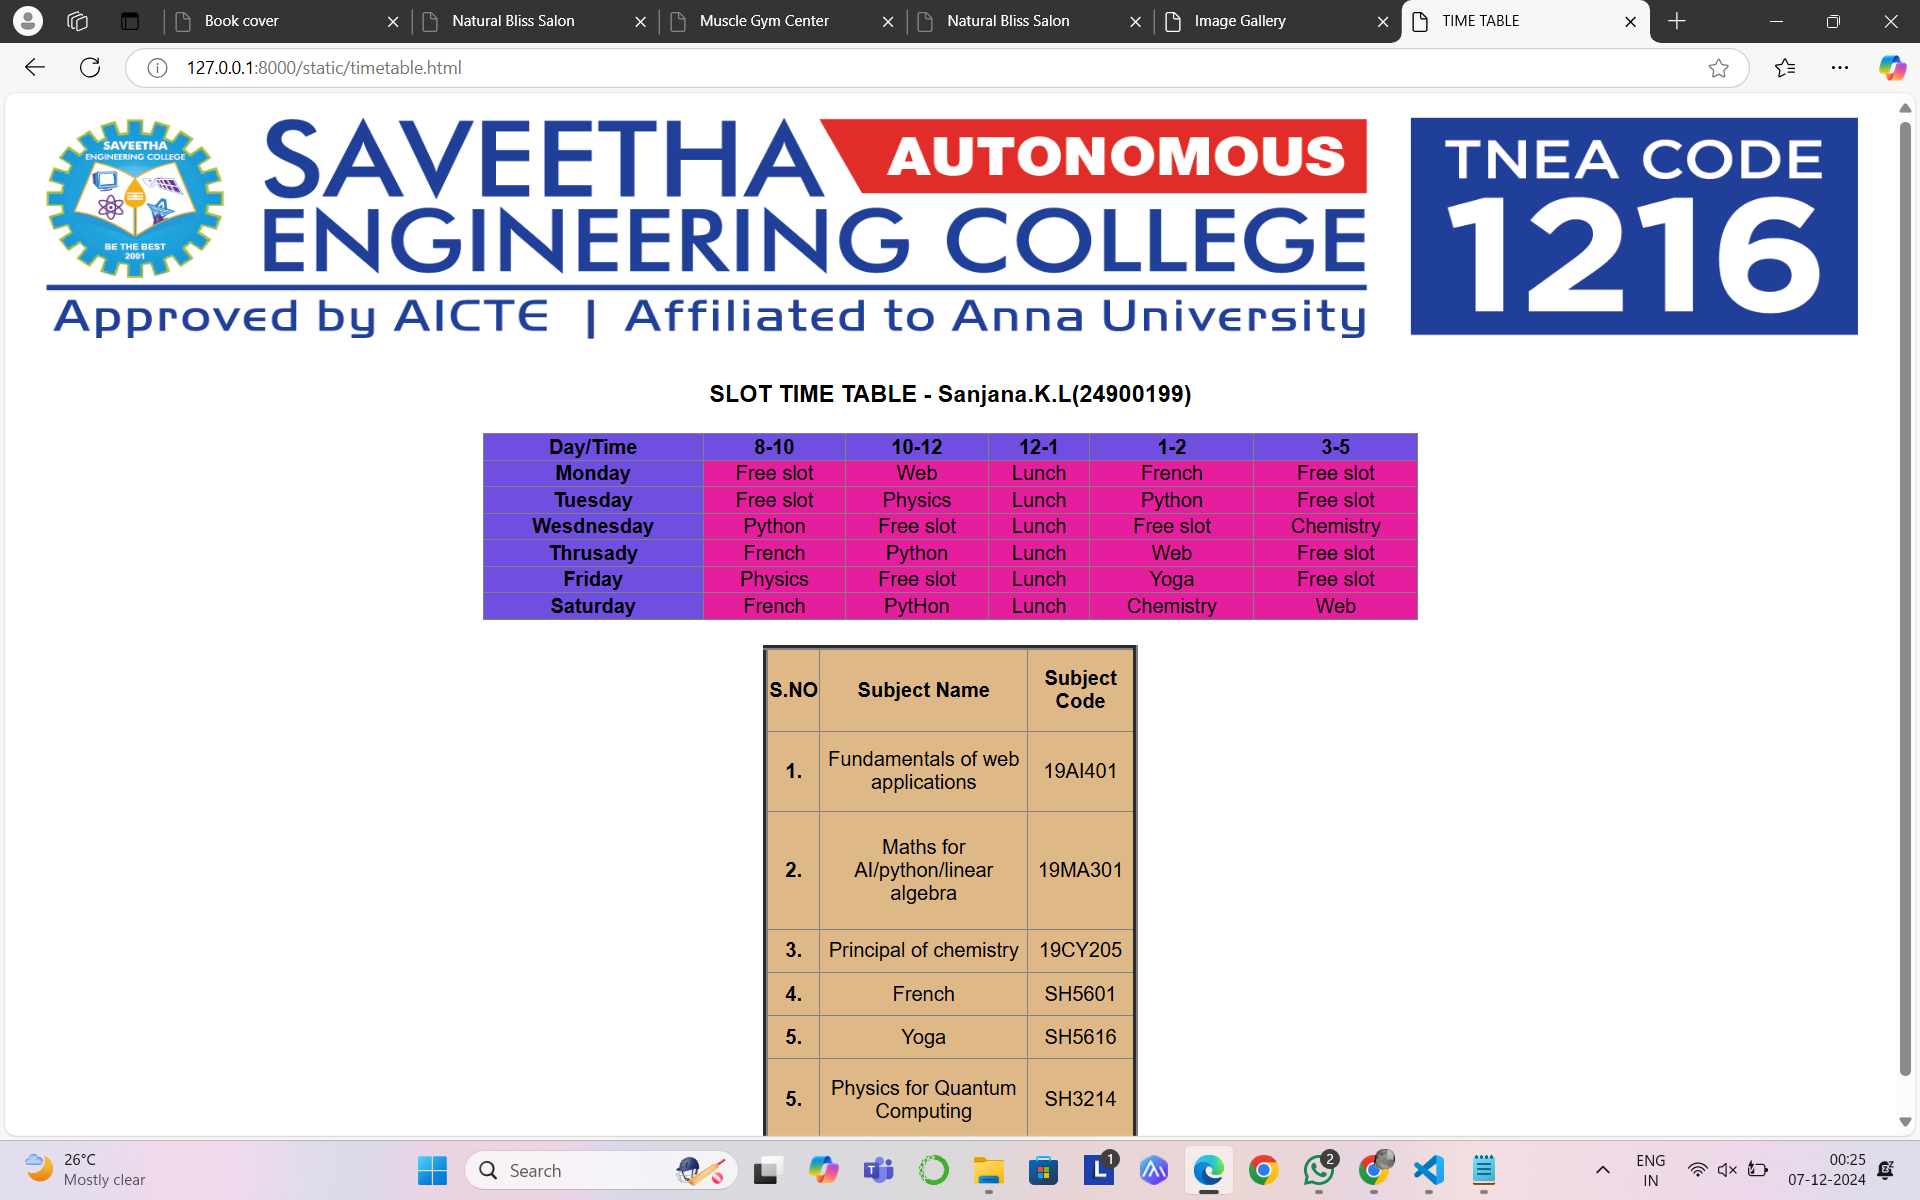 Book cover
Natural Bliss Salon
Muscle Gym Center
Natural Bliss Salon
Image Gallery
TIME TABLE
127.0.0.1:8000/static/timetable.html
SAVEETHA
ENGINEERING COLLEGE
BE THE BEST
2001
SAVEETHA AUTONOMOUS
ENGINEERING COLLEGE
Approved by AICTE | Affiliated to Anna University
TNEA CODE
1216
SLOT TIME TABLE - Sanjana.K.L(24900199)
Day/Time 8-10 10-12 12-1 1-2 3-5
Monday Free slot Web Lunch French Free slot
Tuesday Free slot Physics Lunch Python Free slot
Wesdnesday Python Free slot Lunch Free slot Chemistry
Thrusady French Python Lunch Web Free slot
Friday Physics Free slot Lunch Yoga Free slot
Saturday French PytHon Lunch Chemistry Web
S.NO Subject Name Subject
Code
1. Fundamentals of web
applications 19AI401
2. Maths for
AI/python/linear
algebra 19MA301
3. Principal of chemistry 19CY205
4. French SH5601
5. Yoga SH5616
5. Physics for Quantum
Computing SH3214
26°C
Mostly clear
Search
1
2
ENG
IN
00:25
07-12-2024